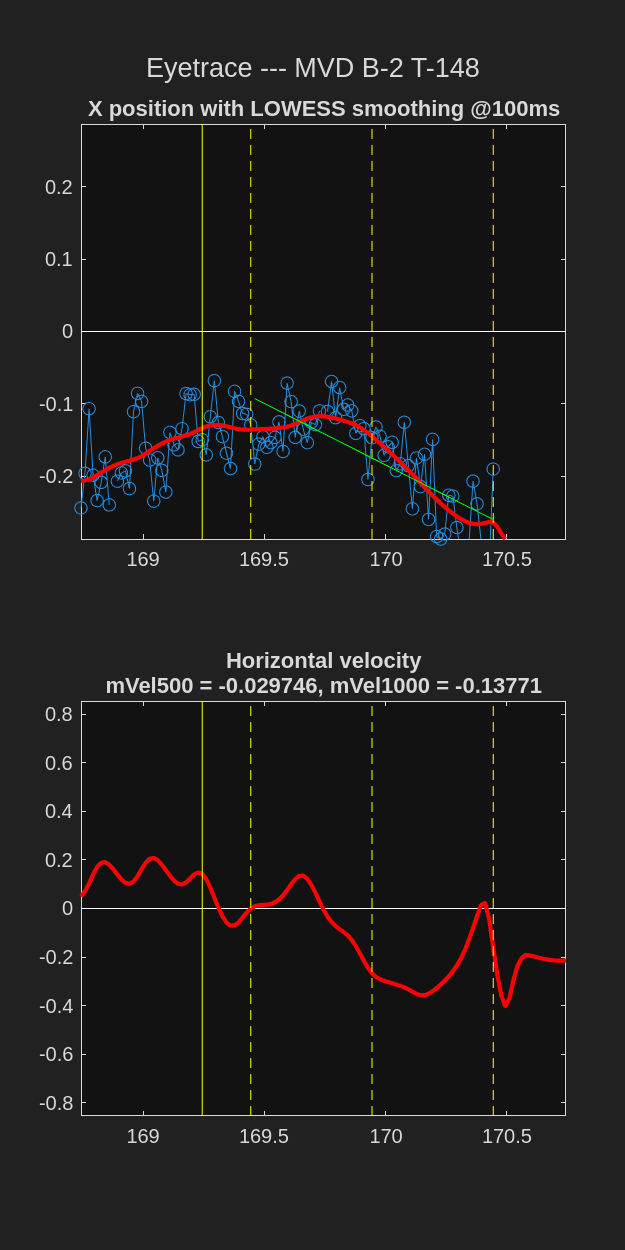 Eyetrace --- MVD B-2 T-148
X position with LOWESS smoothing @100ms
0.2
0.1
0
-0.1
-0.2
169 169.5 170 170.5
Horizontal velocity
mVel500 = -0.029746, mVel1000 = -0.13771
0.8
0.6
0.4
0.2
0
-0.2
-0.4
-0.6
-0.8
169 169.5 170 170.5